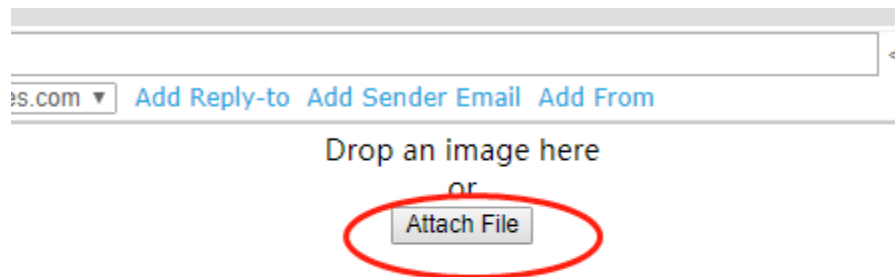 es.com ▼ Add Reply-to Add Sender Email Add From
Drop an image here
or
Attach File